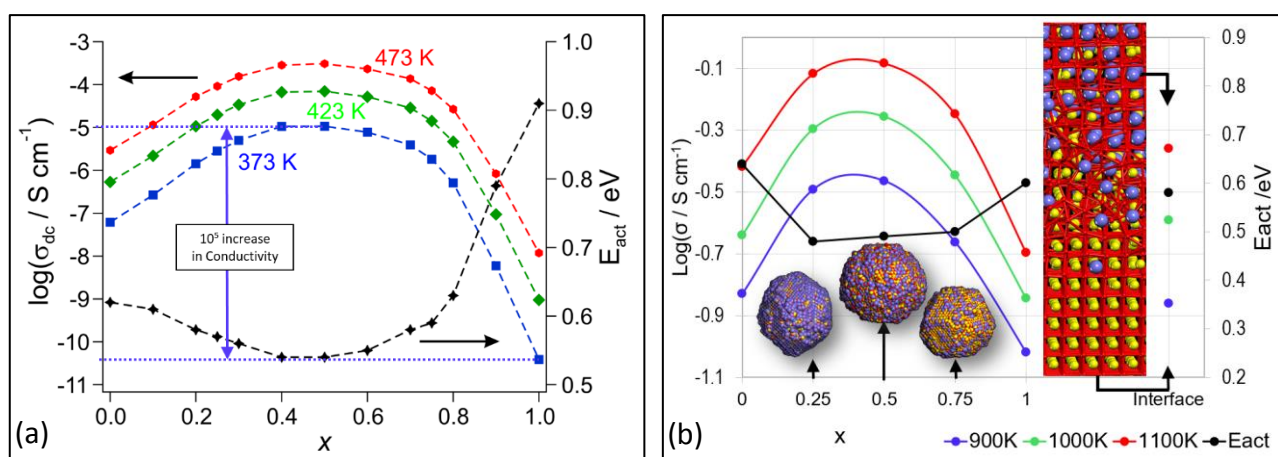 -3
-4
-5
-6
-7
-8
-9
-10
-11
log(σdc / S cm⁻¹)
473 K
423 K
373 K
10⁵ increase
in Conductivity
1.0
0.9
0.8
0.7
0.6
0.5
Eact / eV
0.0 0.2 0.4 0.6 0.8 1.0
x
(a)
-0.1
-0.3
-0.5
-0.7
-0.9
-1.1
Log(σ / S cm⁻¹)
0.9
0.8
0.7
0.6
0.5
0.4
0.3
0.2
Eact /eV
0 0.25 0.5 0.75 1 Interface
x
900K 1000K 1100K Eact
(b)